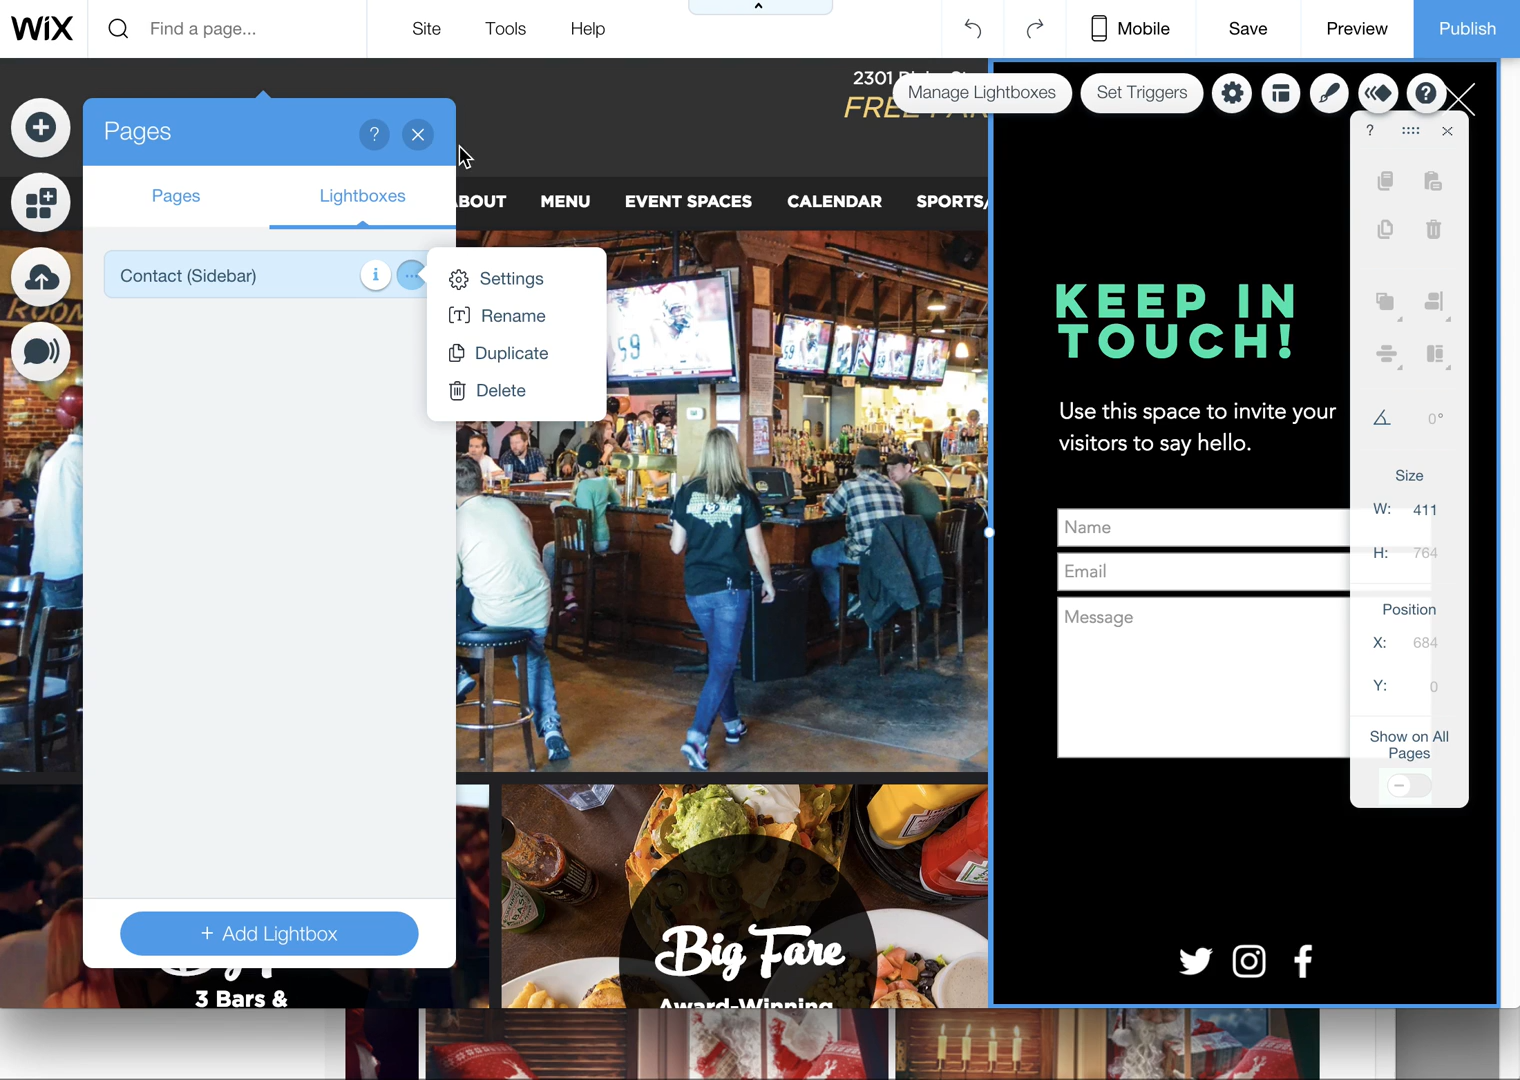 WiX
Find a page...
Site
Tools
Help
Mobile
Save
Preview
Publish
2301
Manage Lightboxes
Set Triggers
?
Pages
?
Pages
Lightboxes
ABOUT
MENU
EVENT SPACES
CALENDAR
SPORTS/
Contact (Sidebar)
i
Settings
Rename
Duplicate
Delete
59
59
KEEP IN
TOUCH!
Use this space to invite your
visitors to say hello.
Name
Email
Message
?
0°
Size
W: 411
H: 764
Position
X: 684
Y: 0
Show on All
Pages
+ Add Lightbox
3 Bars &
Big Fare
Award-Winning